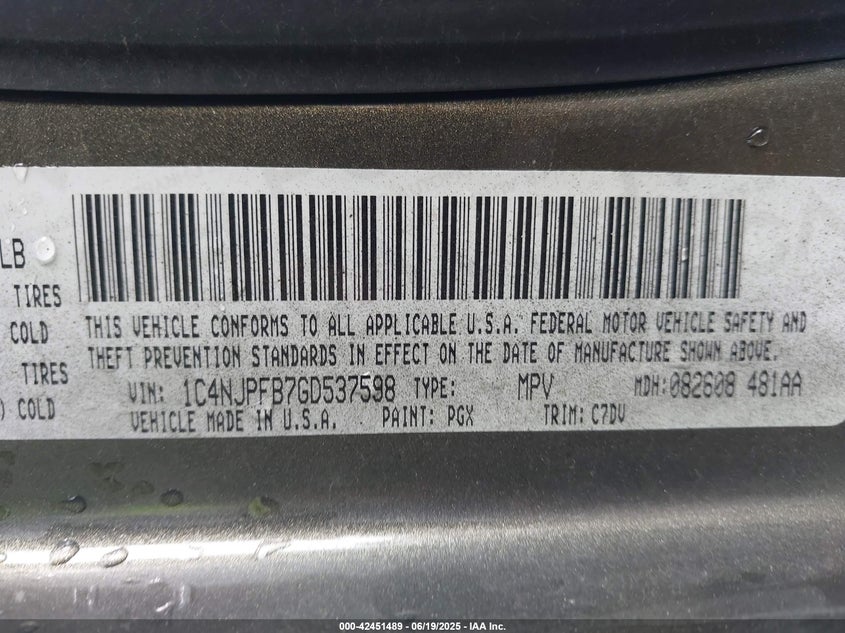 LB
TIRES
COLD
TIRES
) COLD
THIS VEHICLE CONFORMS TO ALL APPLICABLE U.S.A. FEDERAL MOTOR VEHICLE SAFETY AND
THEFT PREVENTION STANDARDS IN EFFECT ON THE DATE OF MANUFACTURE SHOWN ABOVE.
VIN: 1C4NJPFB7GD537598 TYPE: MPV MDH:082608 481AA
VEHICLE MADE IN U.S.A. PAINT: PGX TRIM: C7DV
000-42451489 - 06/19/2025 - IAA Inc.